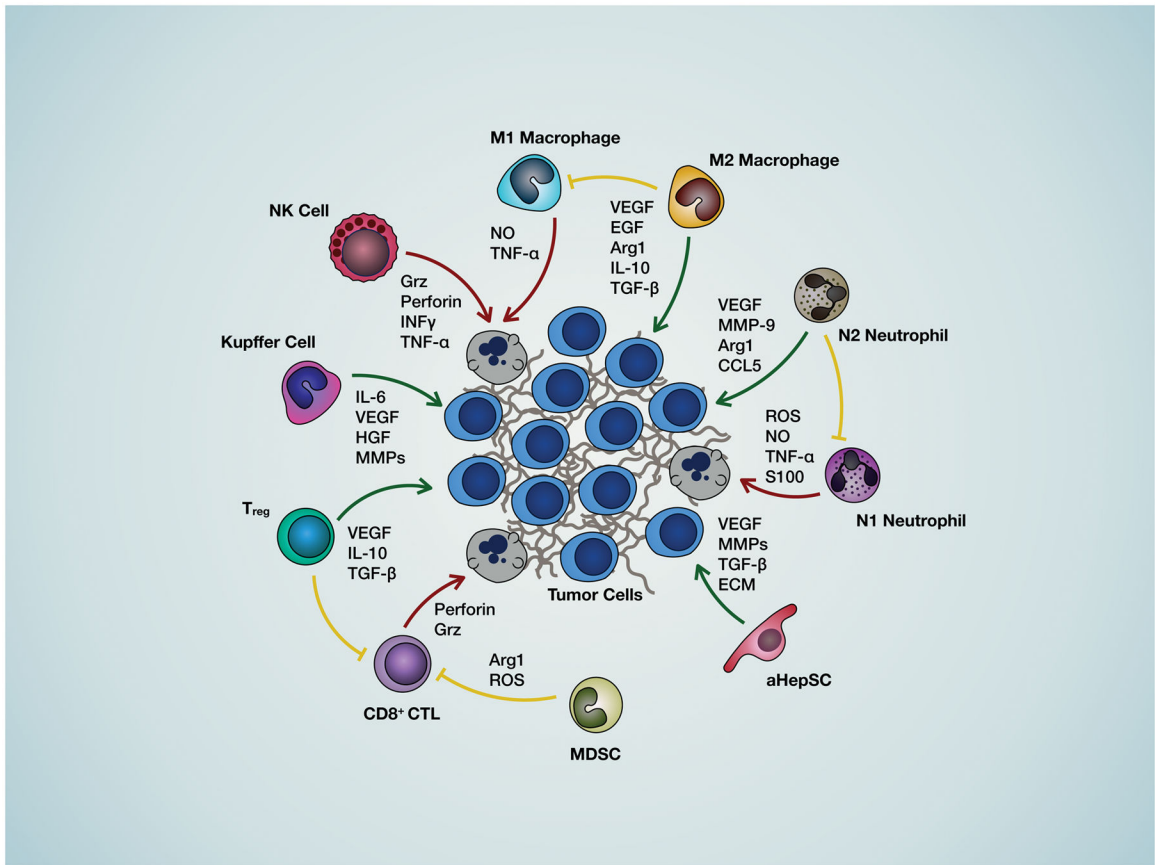 M1 Macrophage
M2 Macrophage
NK Cell
NO
TNF-α
VEGF
EGF
Arg1
IL-10
TGF-β
Grz
Perforin
INFγ
TNF-α
VEGF
MMP-9
Arg1
CCL5
N2 Neutrophil
Kupffer Cell
IL-6
VEGF
HGF
MMPs
ROS
NO
TNF-α
S100
N1 Neutrophil
Treg
VEGF
IL-10
TGF-β
VEGF
MMPs
TGF-β
ECM
Tumor Cells
Perforin
Grz
aHepSC
Arg1
ROS
CD8⁺ CTL
MDSC